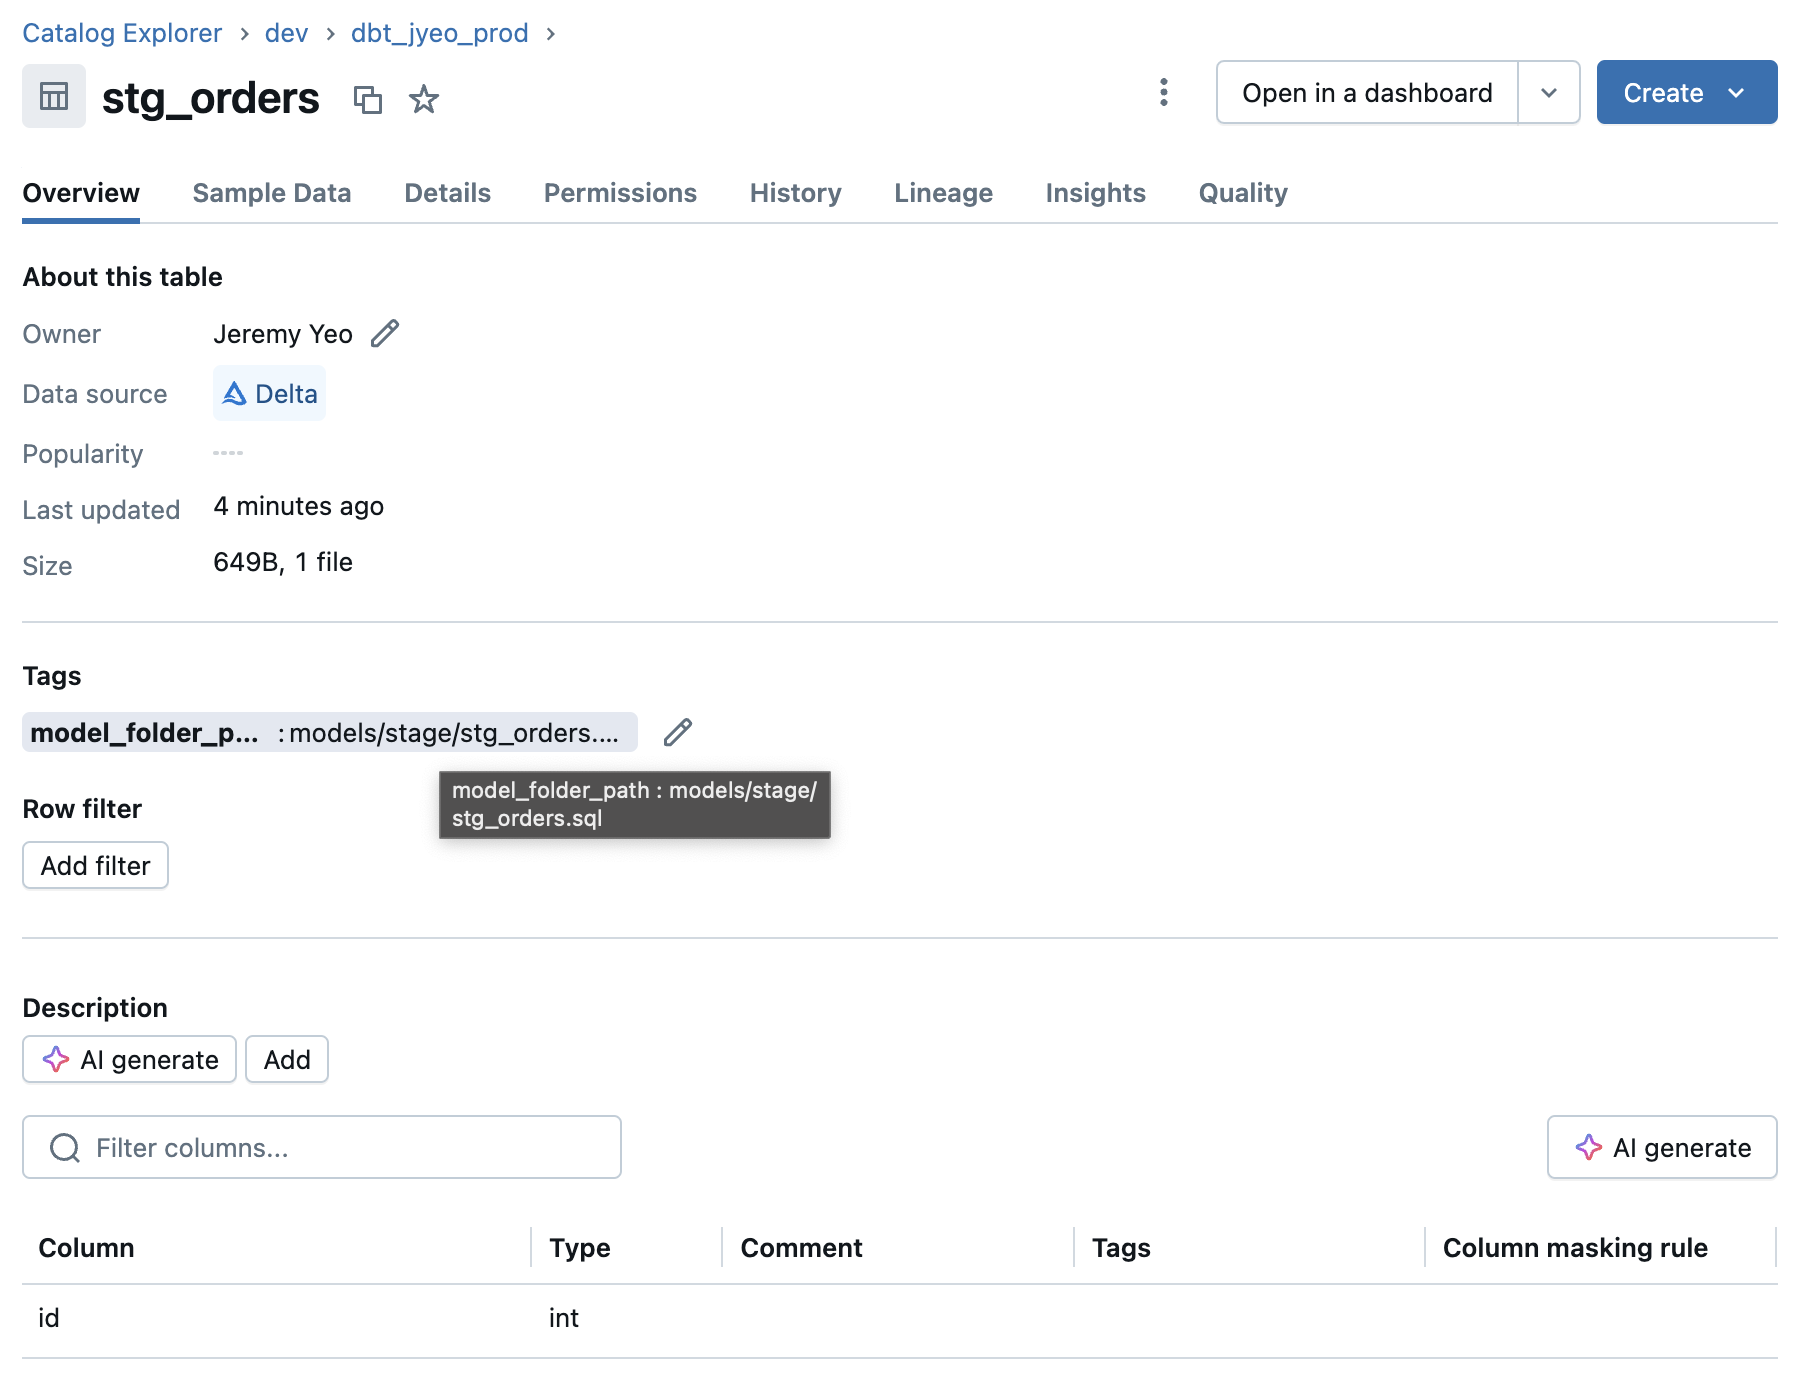 Catalog Explorer > dev > dbt_jyeo_prod >
stg_orders
Open in a dashboard
Create
Overview Sample Data Details Permissions History Lineage Insights Quality
About this table
Owner Jeremy Yeo
Data source Delta
Popularity
Last updated 4 minutes ago
Size 649B, 1 file
Tags
model_folder_p... : models/stage/stg_orders....
model_folder_path : models/stage/
stg_orders.sql
Row filter
Add filter
Description
AI generate Add
Filter columns... AI generate
Column Type Comment Tags Column masking rule
id int